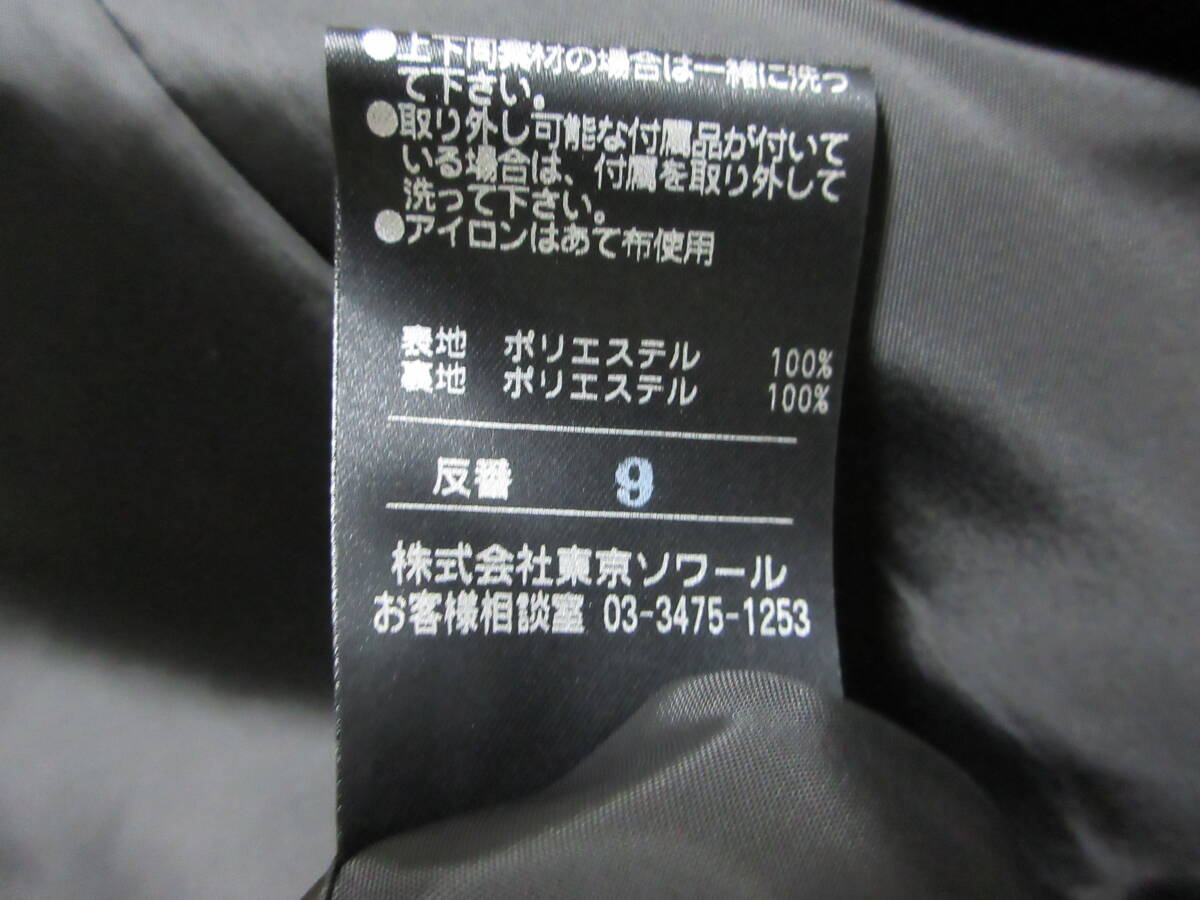 ●上下同素材の場合は一緒に洗っ
て下さい。
●取り外し可能な付属品が付いて
いる場合は、付属を取り外して
洗って下さい。
●アイロンはあて布使用
表地 ポリエステル 100%
裏地 ポリエステル 100%
反番 9
株式会社東京ソワール
お客様相談室 03-3475-1253